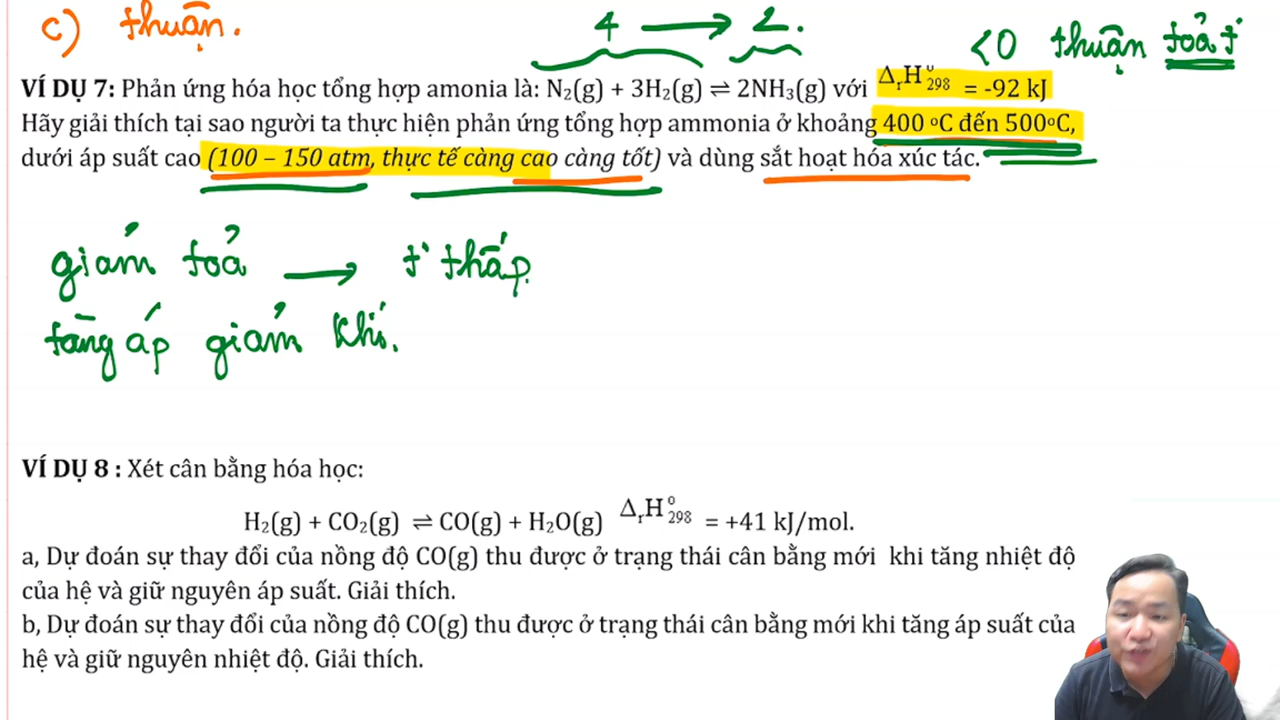 c) thuận.
4 → 2.
<0 thuận toả t°
VÍ DỤ 7: Phản ứng hóa học tổng hợp amonia là: N₂(g) + 3H₂(g) ⇌ 2NH₃(g) với ΔᵣH⁰₂₉₈ = -92 kJ
Hãy giải thích tại sao người ta thực hiện phản ứng tổng hợp ammonia ở khoảng 400 ᵒC đến 500ᵒC,
dưới áp suất cao (100 – 150 atm, thực tế càng cao càng tốt) và dùng sắt hoạt hóa xúc tác.
giảm toả → t° thấp.
tăng áp giảm khí.
VÍ DỤ 8 : Xét cân bằng hóa học:
H₂(g) + CO₂(g) ⇌ CO(g) + H₂O(g) ΔᵣH⁰₂₉₈ = +41 kJ/mol.
a, Dự đoán sự thay đổi của nồng độ CO(g) thu được ở trạng thái cân bằng mới khi tăng nhiệt độ
của hệ và giữ nguyên áp suất. Giải thích.
b, Dự đoán sự thay đổi của nồng độ CO(g) thu được ở trạng thái cân bằng mới khi tăng áp suất của
hệ và giữ nguyên nhiệt độ. Giải thích.